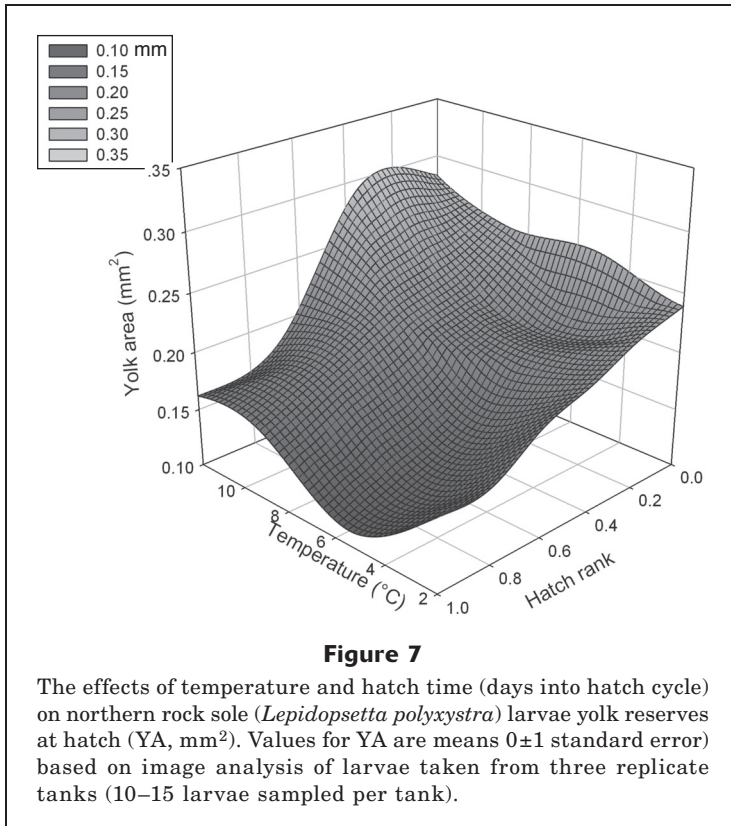 0.10 mm
0.15
0.20
0.25
0.30
0.35
.35
0.30
0.25
0.20
0.15
0.10
Yolk area (mm²)
10
8
6
4
2
Temperature (°C)
1.0
0.8
0.6
0.4
0.2
0.0
Hatch rank
Figure 7
The effects of temperature and hatch time (days into hatch cycle)
on northern rock sole (Lepidopsetta polyxystra) larvae yolk reserves
at hatch (YA, mm²). Values for YA are means 0±1 standard error)
based on image analysis of larvae taken from three replicate
tanks (10–15 larvae sampled per tank).